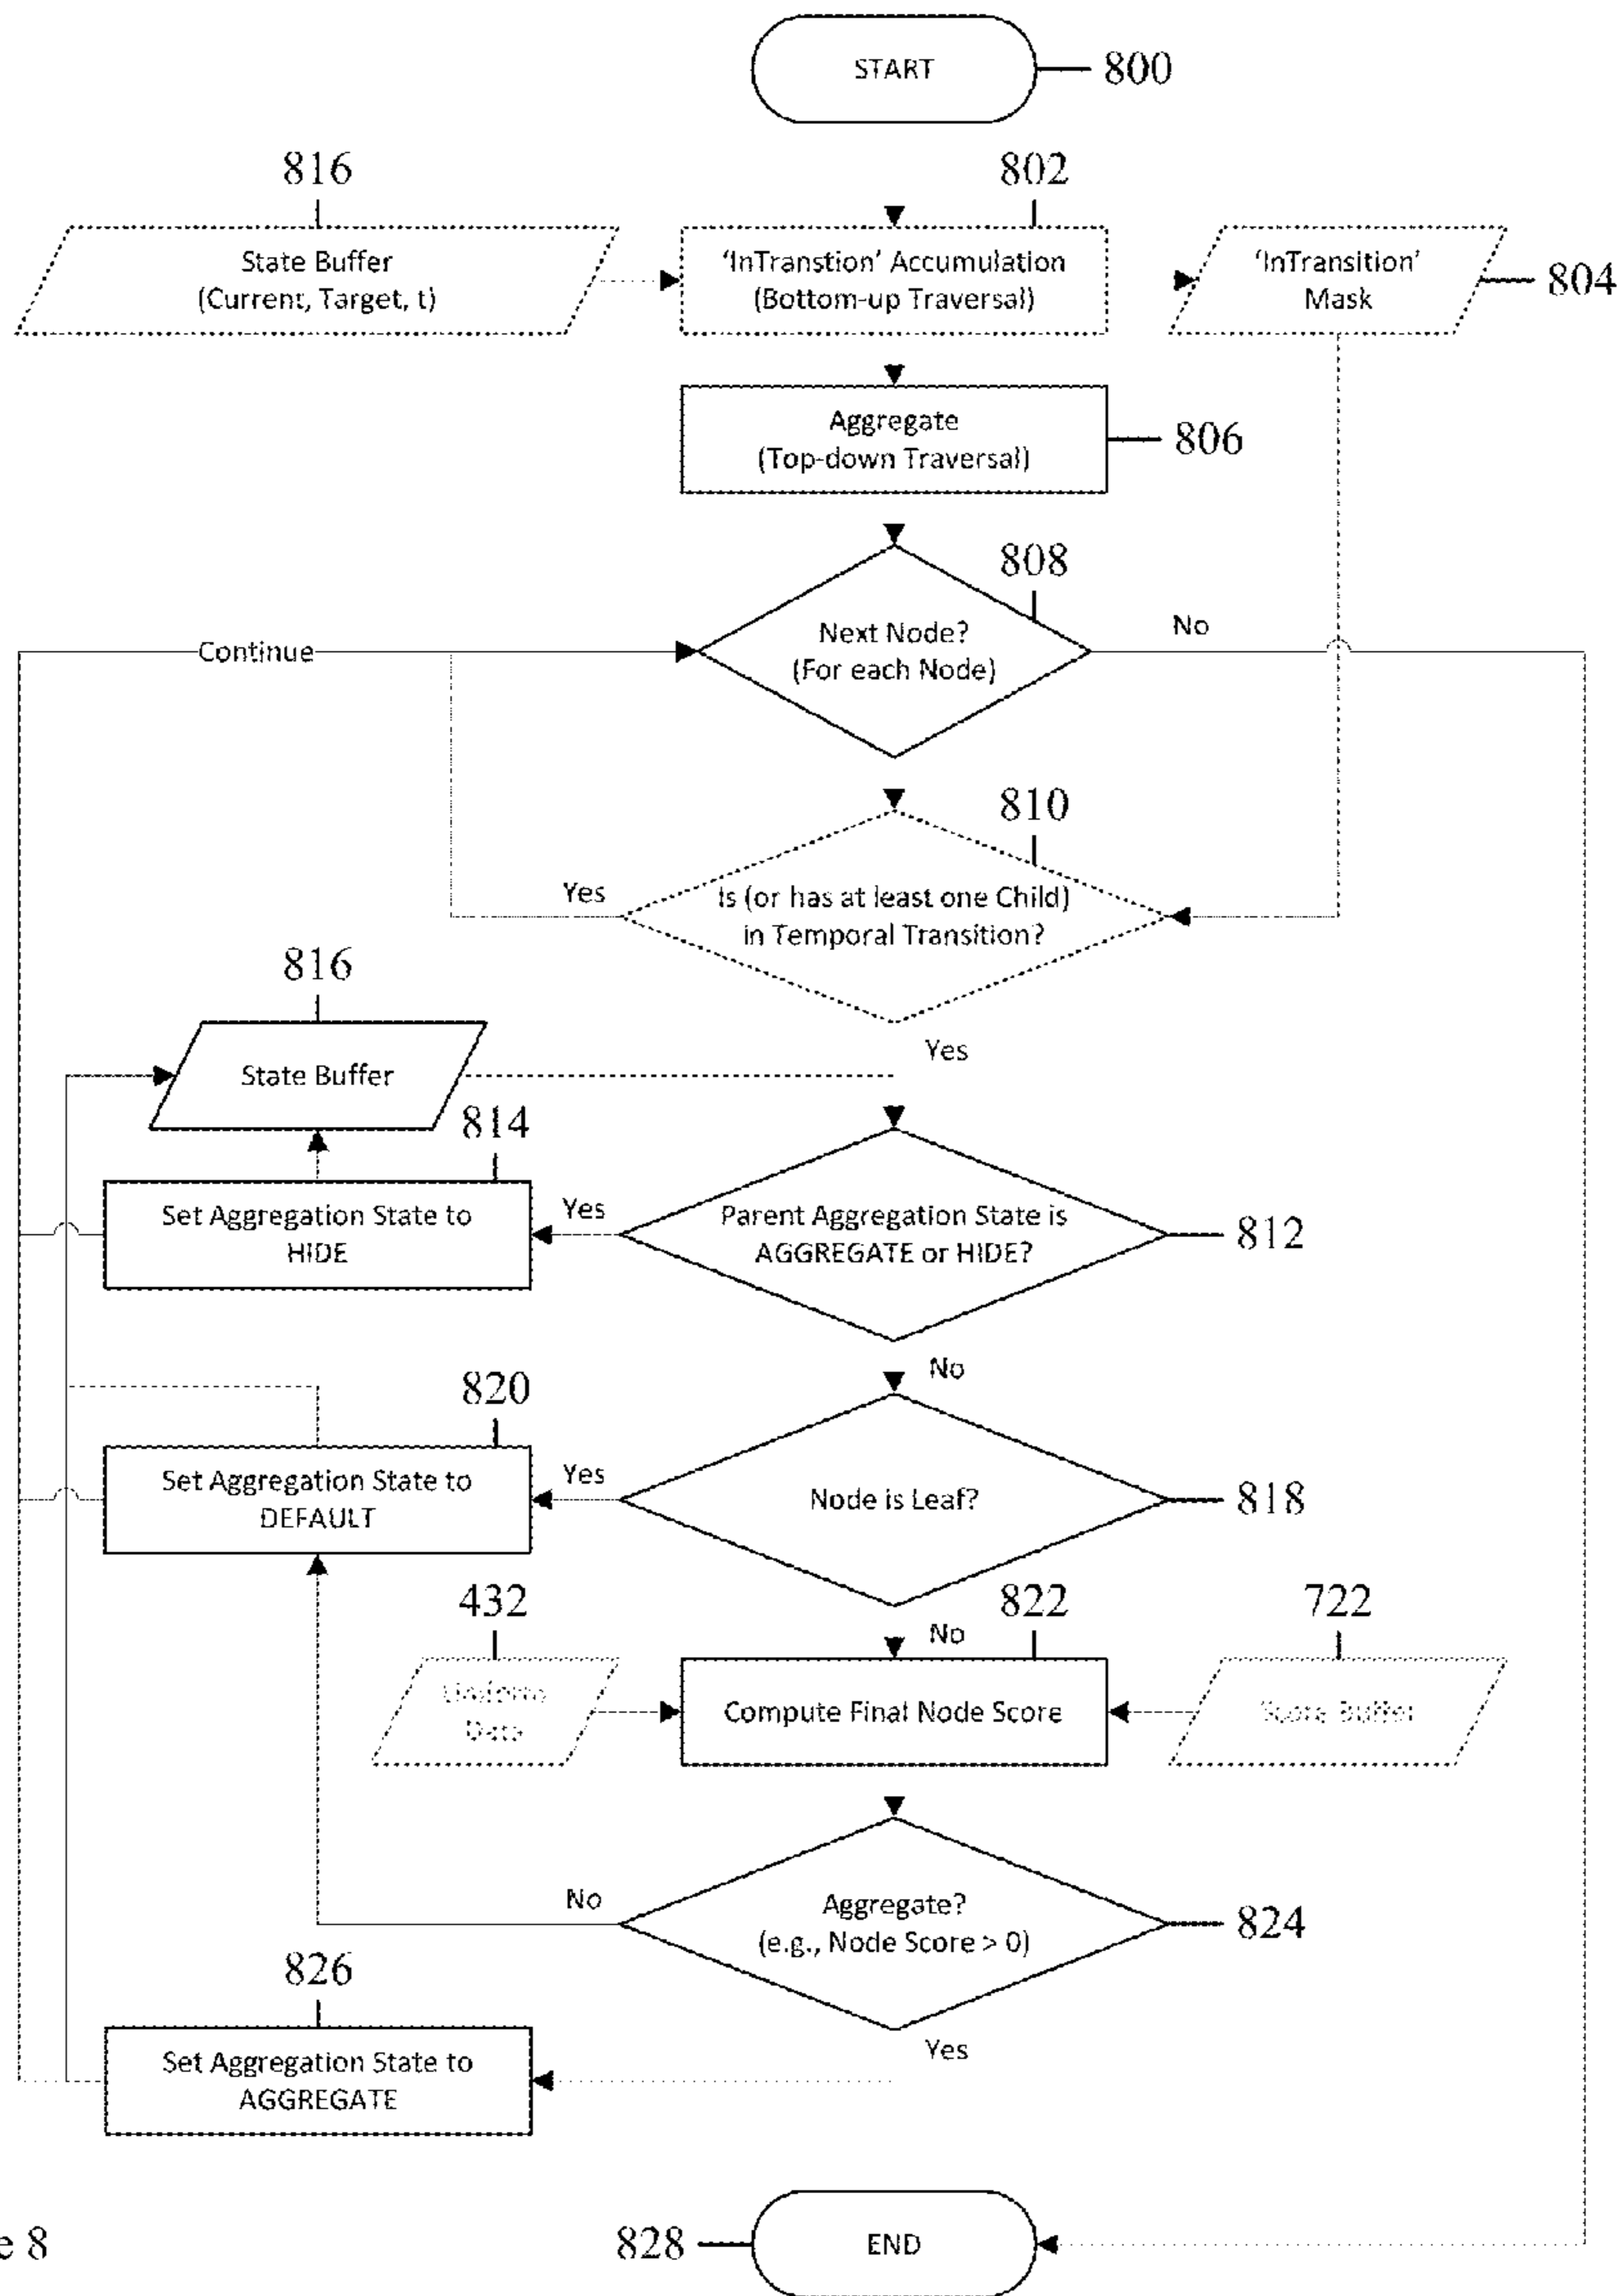 START
800
816
802
State Buffer
(Current, Target, t)
'InTranstion' Accumulation
(Bottom-up Traversal)
'InTransition'
Mask
804
Aggregate
(Top-down Traversal)
806
808
Continue
Next Node?
(For each Node)
No
810
Yes
Is (or has at least one Child)
in Temporal Transition?
816
Yes
State Buffer
814
Set Aggregation State to
HIDE
Yes
Parent Aggregation State is
AGGREGATE or HIDE?
812
No
820
Set Aggregation State to
DEFAULT
Yes
Node is Leaf?
818
432
822
722
No
Uniform
Data
Compute Final Node Score
Score Buffer
No
Aggregate?
(e.g., Node Score > 0)
824
826
Yes
Set Aggregation State to
AGGREGATE
e 8
828
END